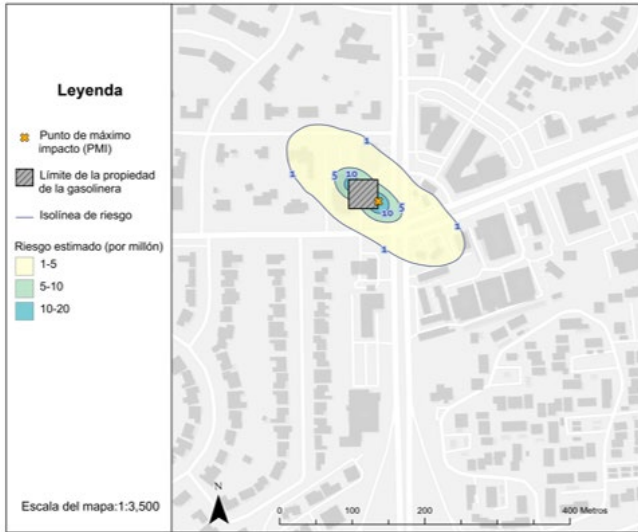 Leyenda
Punto de máximo
impacto (PMI)
Límite de la propiedad
de la gasolinera
Isolínea de riesgo
Riesgo estimado (por millón)
1-5
5-10
10-20
Escala del mapa:1:3,500
1
5
10
1
5
10
1
1
N
0
100
200
400 Metros